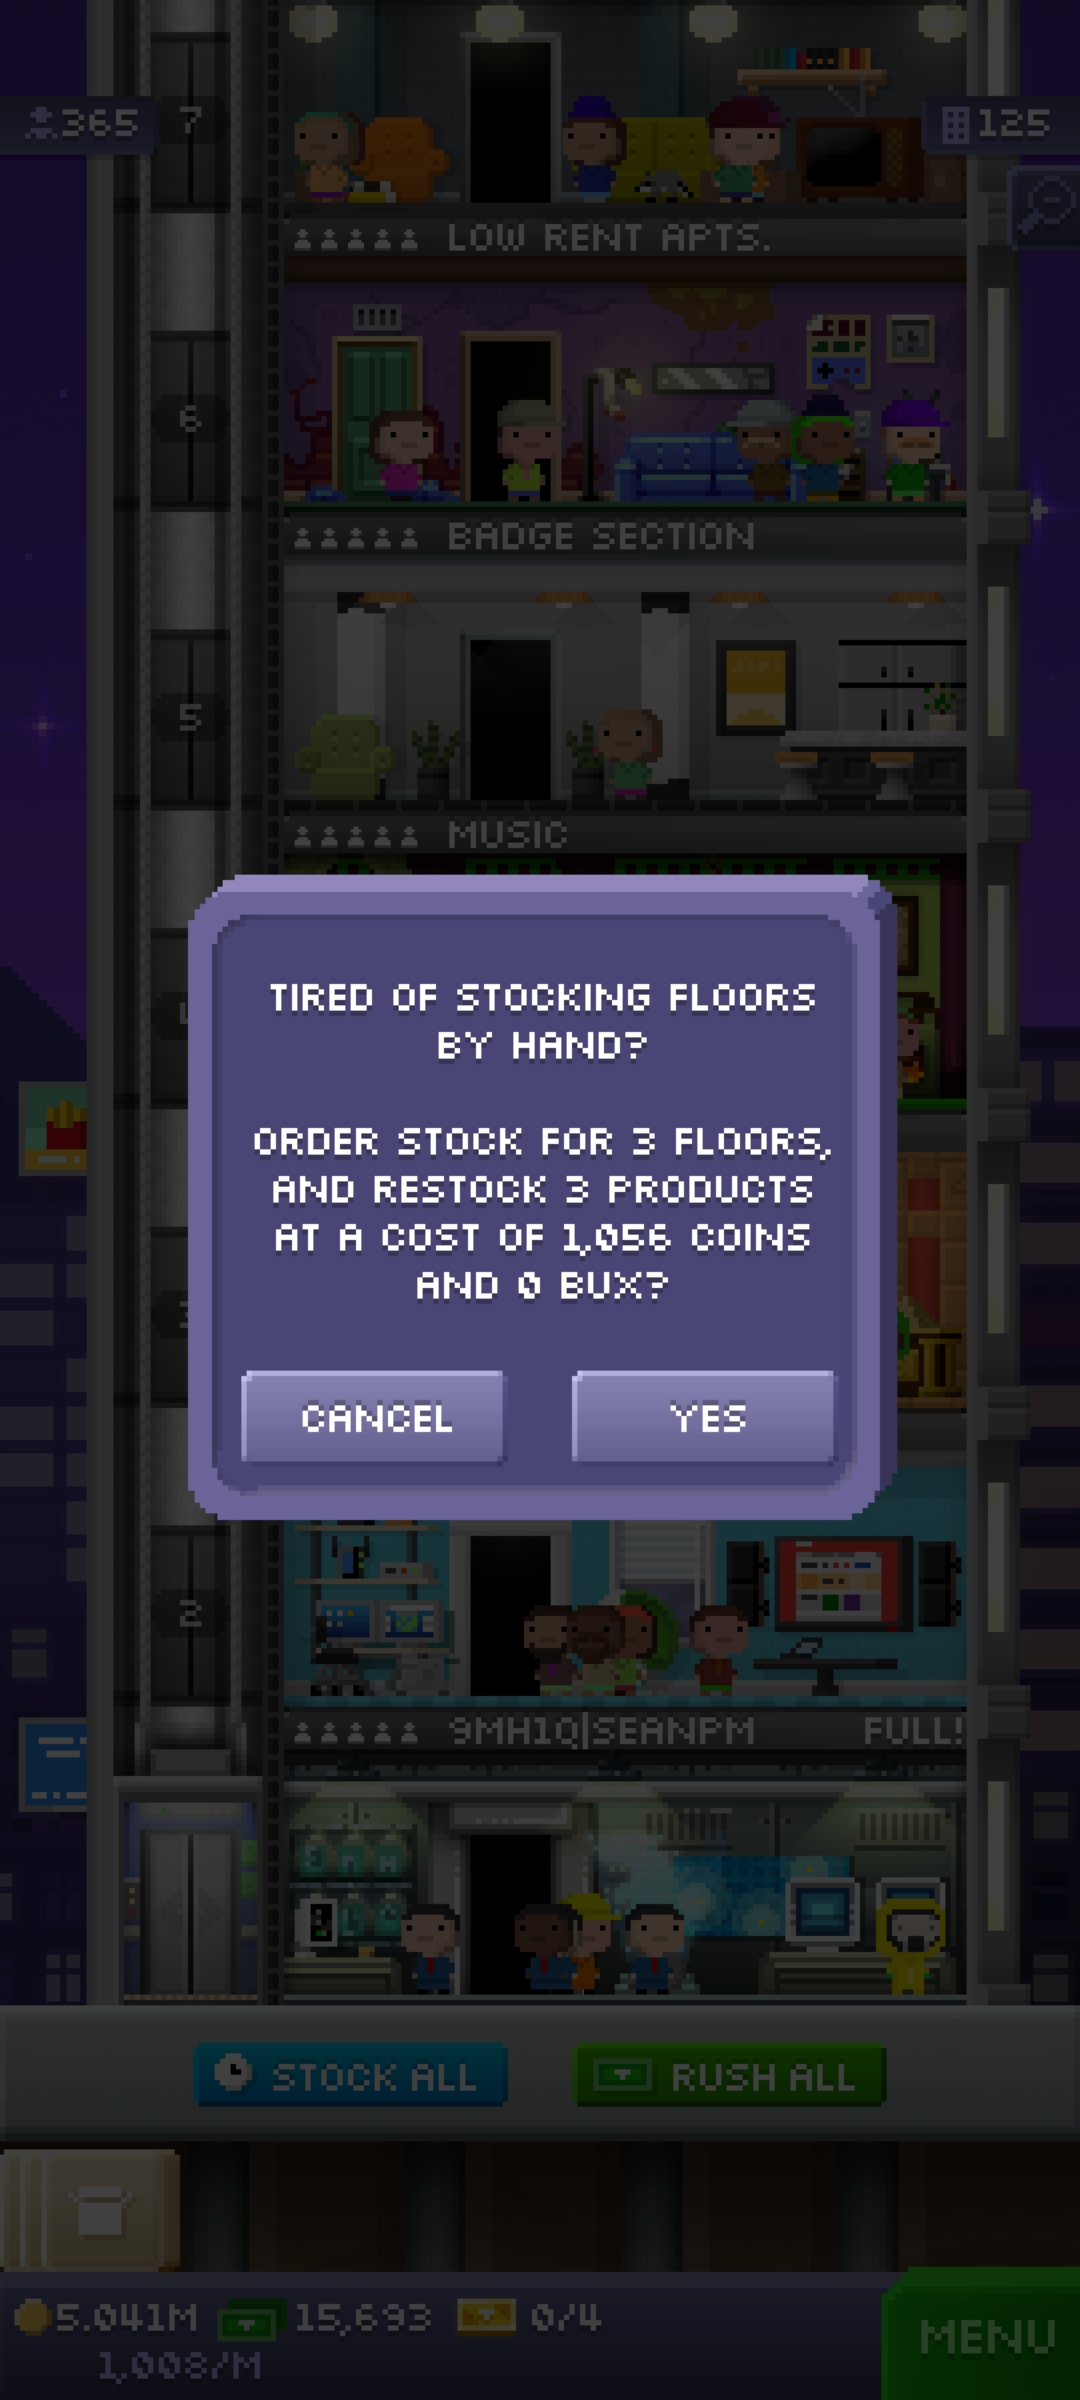 365
7
125
LOW RENT APTS.
6
BADGE SECTION
5
MUSIC
TIRED OF STOCKING FLOORS
BY HAND?
ORDER STOCK FOR 3 FLOORS,
AND RESTOCK 3 PRODUCTS
AT A COST OF 1,056 COINS
AND 0 BUX?
CANCEL
YES
2
9MH1Q|SEANPM
FULL!
STOCK ALL
RUSH ALL
5.041M
15,693
0/4
1,008/M
MENU